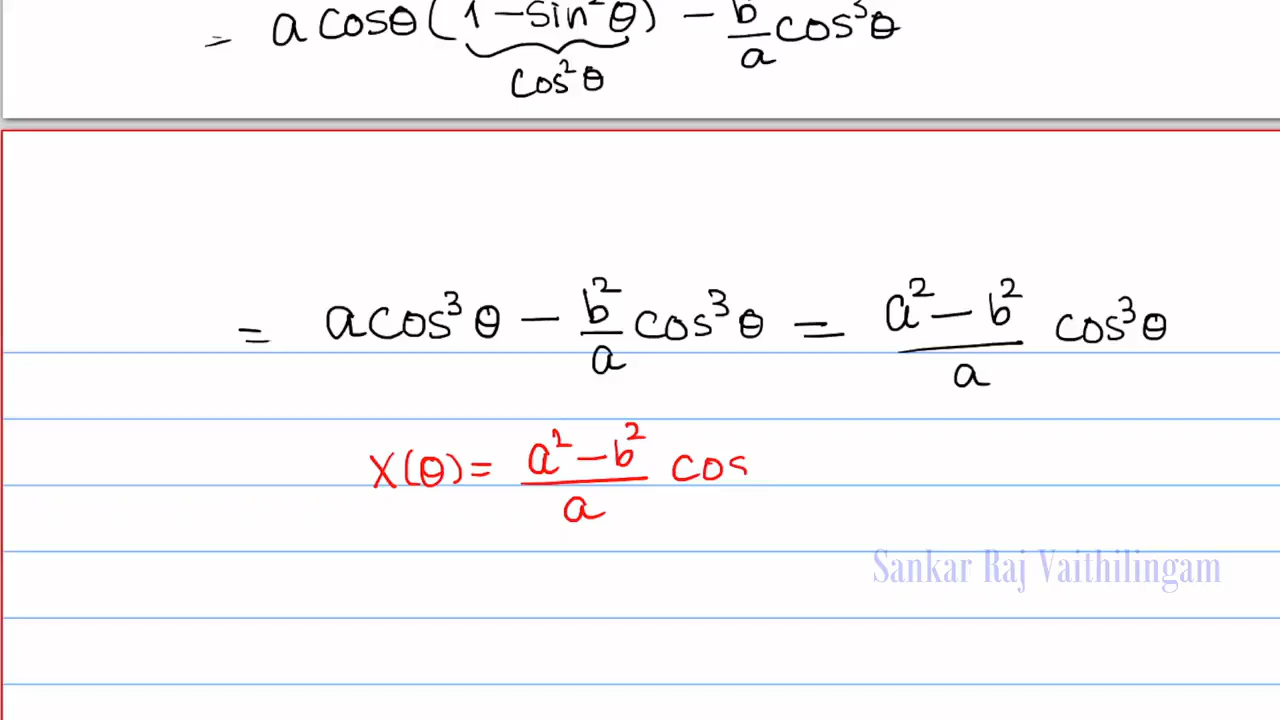 = a cosθ (1 − sin²θ) − b/a cos³θ
cos²θ
= a cos³θ − b²/a cos³θ = a² − b²/a cos³θ
X(θ) = a² − b²/a cos
Sankar Raj Vaithilingam